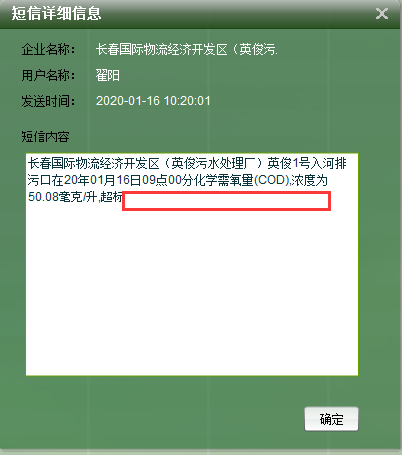 短信详细信息
企业名称： 长春国际物流经济开发区（英俊污.
用户名称： 翟阳
发送时间： 2020-01-16 10:20:01
短信内容
长春国际物流经济开发区（英俊污水处理厂）英俊1号入河排
污口在20年01月16日09点00分化学需氧量(COD),浓度为
50.08毫克/升,超标
确定